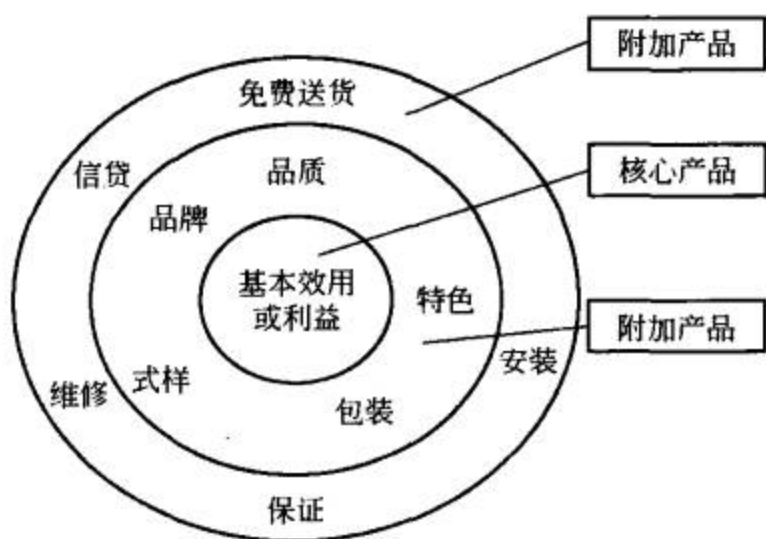 附加产品
免费送货
信贷
品质
核心产品
品牌
基本效用
或利益
特色
附加产品
安装
维修
式样
包装
保证